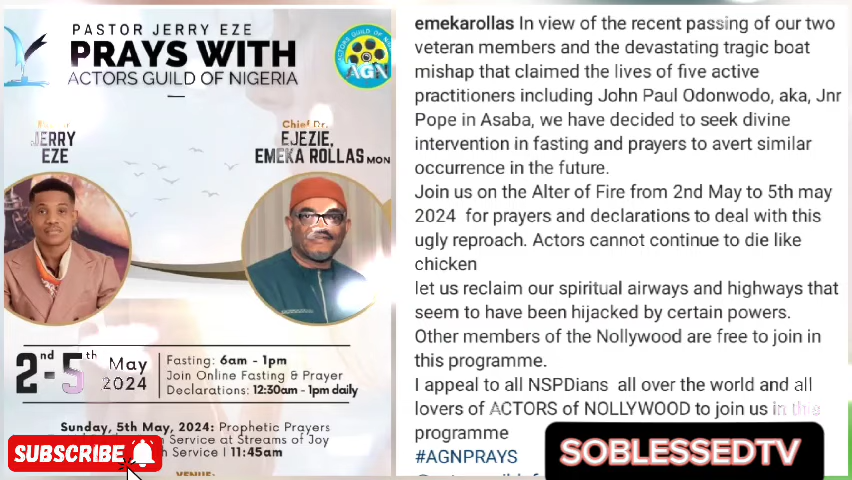 PASTOR JERRY EZE
PRAYS WITH
ACTORS GUILD OF NIGERIA
ACTORS GUILD OF
AGN
JERRY
EZE
Chief Dr.
EJEZIE,
EMEKA ROLLAS MON
2nd-5th May
2024
Fasting: 6am - 1pm
Join Online Fasting & Prayer
Declarations: 12:30am - 1pm daily
Sunday, 5th May, 2024: Prophetic Prayers
Service at Streams of Joy
Service I 11:45am
VENUE:
SUBSCRIBE
emekarollas In view of the recent passing of our two
veteran members and the devastating tragic boat
mishap that claimed the lives of five active
practitioners including John Paul Odonwodo, aka, Jnr
Pope in Asaba, we have decided to seek divine
intervention in fasting and prayers to avert similar
occurrence in the future.
Join us on the Alter of Fire from 2nd May to 5th may
2024 for prayers and declarations to deal with this
ugly reproach. Actors cannot continue to die like
chicken
let us reclaim our spiritual airways and highways that
seem to have been hijacked by certain powers.
Other members of the Nollywood are free to join in
this programme.
I appeal to all NSPDians all over the world and all
lovers of ACTORS of NOLLYWOOD to join us in this
programme
#AGNPRAYS
SOBLESSEDTV